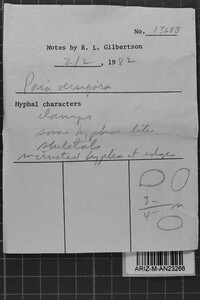 No. 13688
Notes by R. L. Gilbertson
2/2, 1982
Poria versipora
Hyphal characters
clamps
some hyphae like
skeletals
incrusted hyphae at edges
3-
4-
ARIZ-M-AN23266